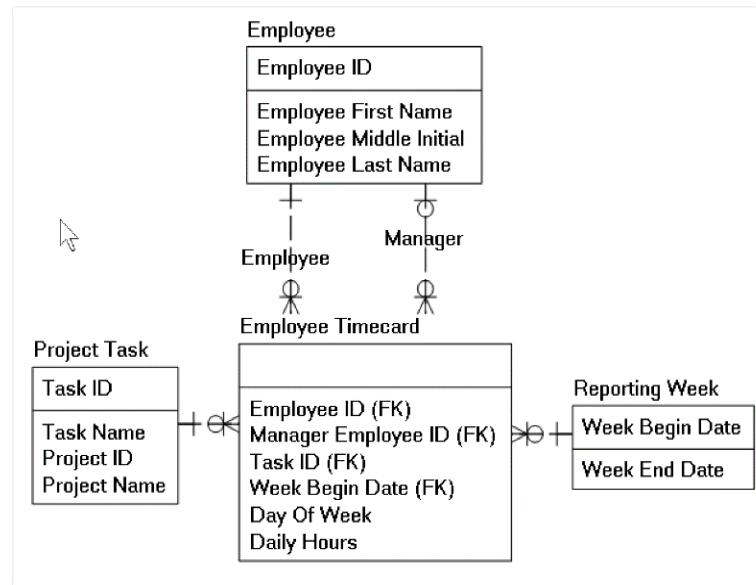 Employee
Employee ID
Employee First Name
Employee Middle Initial
Employee Last Name
Manager
Employee
Employee Timecard
Employee ID (FK)
Manager Employee ID (FK)
Task ID (FK)
Week Begin Date (FK)
Day Of Week
Daily Hours
Project Task
Task ID
Task Name
Project ID
Project Name
Reporting Week
Week Begin Date
Week End Date